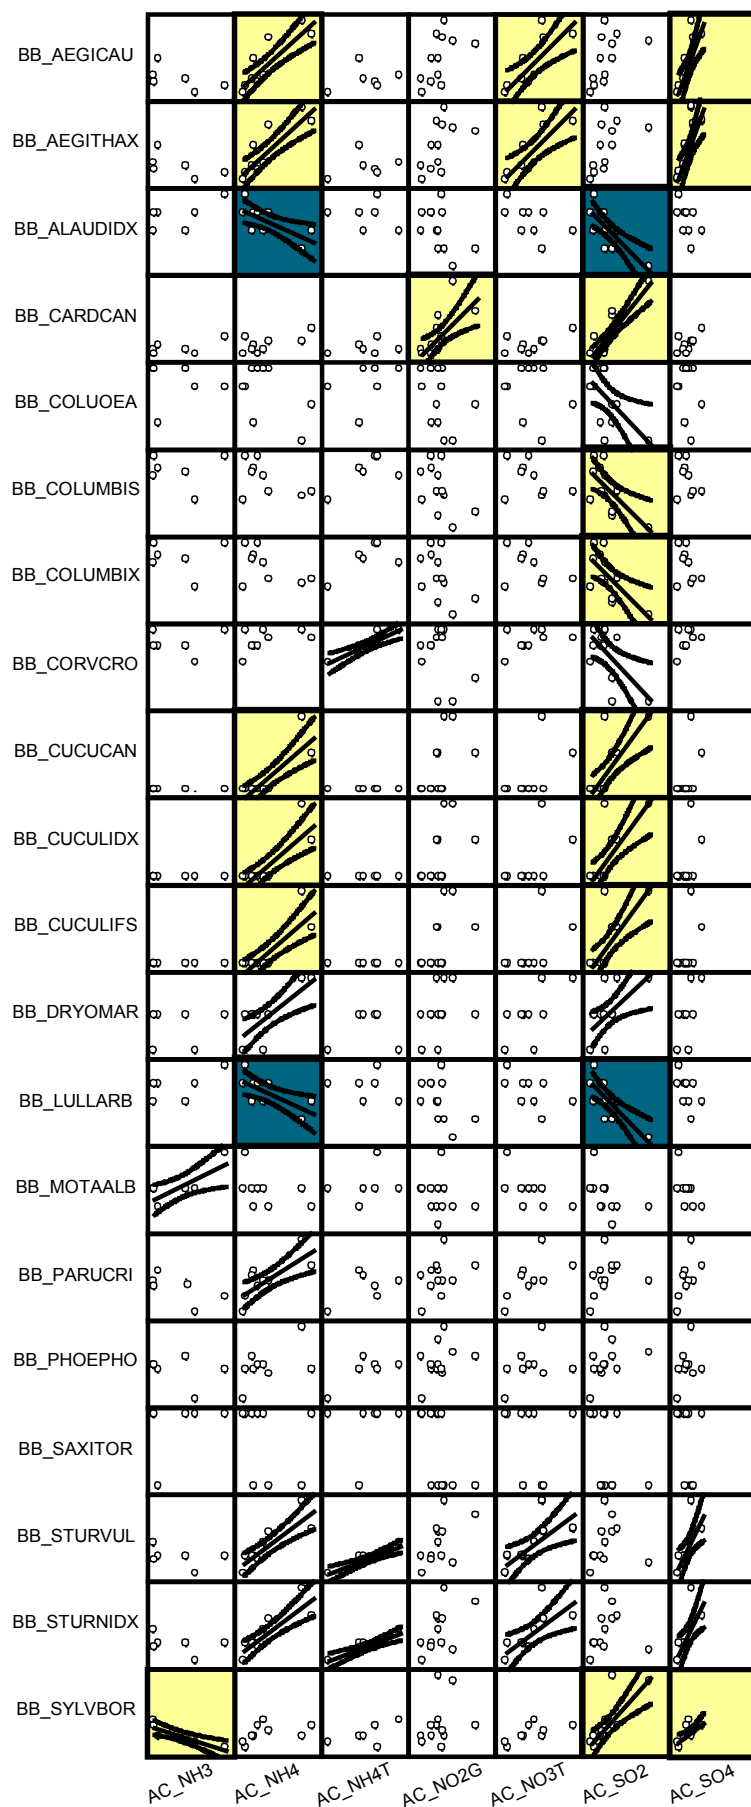 BB_AEGICAU
BB_AEGITHAX
BB_ALAUDIDX
BB_CARDCAN
BB_COLUOEA
BB_COLUMBIS
BB_COLUMBIX
BB_CORVCRO
BB_CUCUCAN
BB_CUCULIDX
BB_CUCULIFS
BB_DRYOMAR
BB_LULLARB
BB_MOTAALB
BB_PARUCRI
BB_PHOEPHO
BB_SAXITOR
BB_STURVUL
BB_STURNIDX
BB_SYLVBOR
AC_NH3 AC_NH4 AC_NH4T AC_NO2G AC_NO3T AC_SO2 AC_SO4